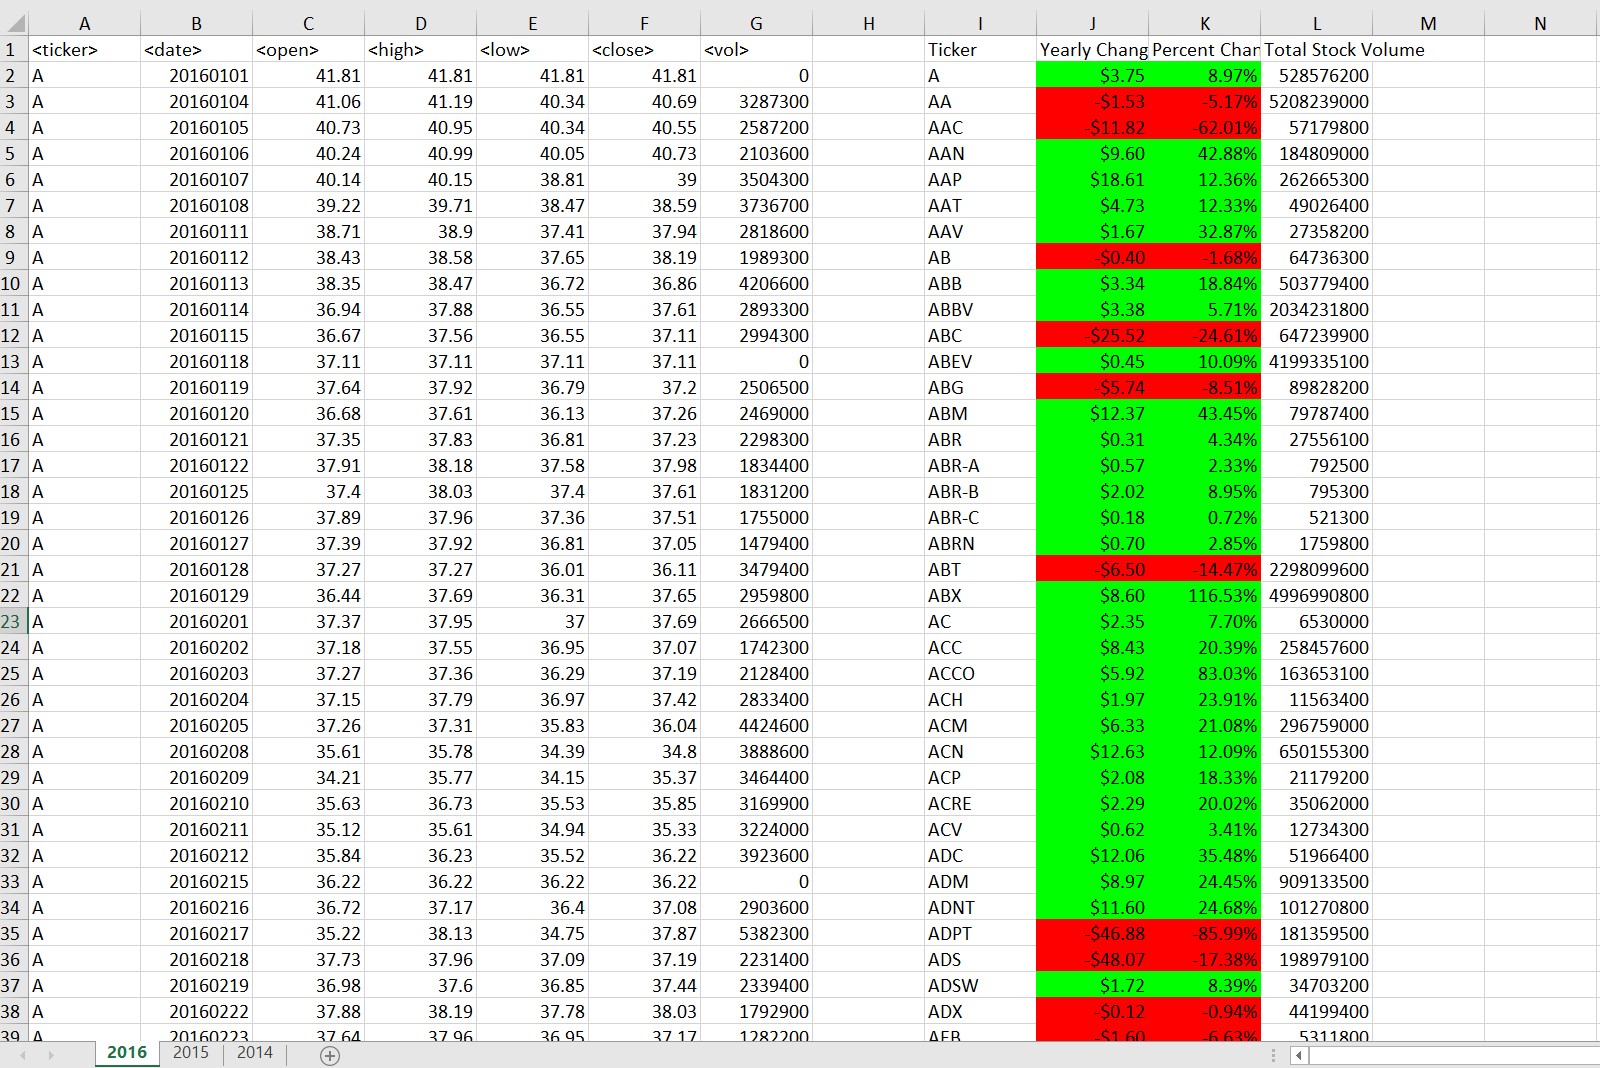 A B C D E F G H I J K L M N
1 <ticker> <date> <open> <high> <low> <close> <vol> Ticker Yearly Chang Percent Char Total Stock Volume
2 A 20160101 41.81 41.81 41.81 41.81 0 A $3.75 8.97% 528576200
3 A 20160104 41.06 41.19 40.34 40.69 3287300 AA -$1.53 -5.17% 5208239000
4 A 20160105 40.73 40.95 40.34 40.55 2587200 AAC -$11.82 -62.01% 57179800
5 A 20160106 40.24 40.99 40.05 40.73 2103600 AAN $9.60 42.88% 184809000
6 A 20160107 40.14 40.15 38.81 39 3504300 AAP $18.61 12.36% 262665300
7 A 20160108 39.22 39.71 38.47 38.59 3736700 AAT $4.73 12.33% 49026400
8 A 20160111 38.71 38.9 37.41 37.94 2818600 AAV $1.67 32.87% 27358200
9 A 20160112 38.43 38.58 37.65 38.19 1989300 AB -$0.40 -1.68% 64736300
10 A 20160113 38.35 38.47 36.72 36.86 4206600 ABB $3.34 18.84% 503779400
11 A 20160114 36.94 37.88 36.55 37.61 2893300 ABBV $3.38 5.71% 2034231800
12 A 20160115 36.67 37.56 36.55 37.11 2994300 ABC -$25.52 -24.61% 647239900
13 A 20160118 37.11 37.11 37.11 37.11 0 ABEV $0.45 10.09% 4199335100
14 A 20160119 37.64 37.92 36.79 37.2 2506500 ABG -$5.74 -8.51% 89828200
15 A 20160120 36.68 37.61 36.13 37.26 2469000 ABM $12.37 43.45% 79787400
16 A 20160121 37.35 37.83 36.81 37.23 2298300 ABR $0.31 4.34% 27556100
17 A 20160122 37.91 38.18 37.58 37.98 1834400 ABR-A $0.57 2.33% 792500
18 A 20160125 37.4 38.03 37.4 37.61 1831200 ABR-B $2.02 8.95% 795300
19 A 20160126 37.89 37.96 37.36 37.51 1755000 ABR-C $0.18 0.72% 521300
20 A 20160127 37.39 37.92 36.81 37.05 1479400 ABRN $0.70 2.85% 1759800
21 A 20160128 37.27 37.27 36.01 36.11 3479400 ABT -$6.50 -14.47% 2298099600
22 A 20160129 36.44 37.69 36.31 37.65 2959800 ABX $8.60 116.53% 4996990800
23 A 20160201 37.37 37.95 37 37.69 2666500 AC $2.35 7.70% 6530000
24 A 20160202 37.18 37.55 36.95 37.07 1742300 ACC $8.43 20.39% 258457600
25 A 20160203 37.27 37.36 36.29 37.19 2128400 ACCO $5.92 83.03% 163653100
26 A 20160204 37.15 37.79 36.97 37.42 2833400 ACH $1.97 23.91% 11563400
27 A 20160205 37.26 37.31 35.83 36.04 4424600 ACM $6.33 21.08% 296759000
28 A 20160208 35.61 35.78 34.39 34.8 3888600 ACN $12.63 12.09% 650155300
29 A 20160209 34.21 35.77 34.15 35.37 3464400 ACP $2.08 18.33% 21179200
30 A 20160210 35.63 36.73 35.53 35.85 3169900 ACRE $2.29 20.02% 35062000
31 A 20160211 35.12 35.61 34.94 35.33 3224000 ACV $0.62 3.41% 12734300
32 A 20160212 35.84 36.23 35.52 36.22 3923600 ADC $12.06 35.48% 51966400
33 A 20160215 36.22 36.22 36.22 36.22 0 ADM $8.97 24.45% 909133500
34 A 20160216 36.72 37.17 36.4 37.08 2903600 ADNT $11.60 24.68% 101270800
35 A 20160217 35.22 38.13 34.75 37.87 5382300 ADPT -$46.88 -85.99% 181359500
36 A 20160218 37.73 37.96 37.09 37.19 2231400 ADS -$48.07 -17.38% 198979100
37 A 20160219 36.98 37.6 36.85 37.44 2339400 ADSW $1.72 8.39% 34703200
38 A 20160222 37.88 38.19 37.78 38.03 1792900 ADX -$0.12 -0.94% 44199400
39 A 20160223 37.64 37.96 36.95 37.17 1282200 AEB -$1.60 -6.63% 5311800
2016 2015 2014